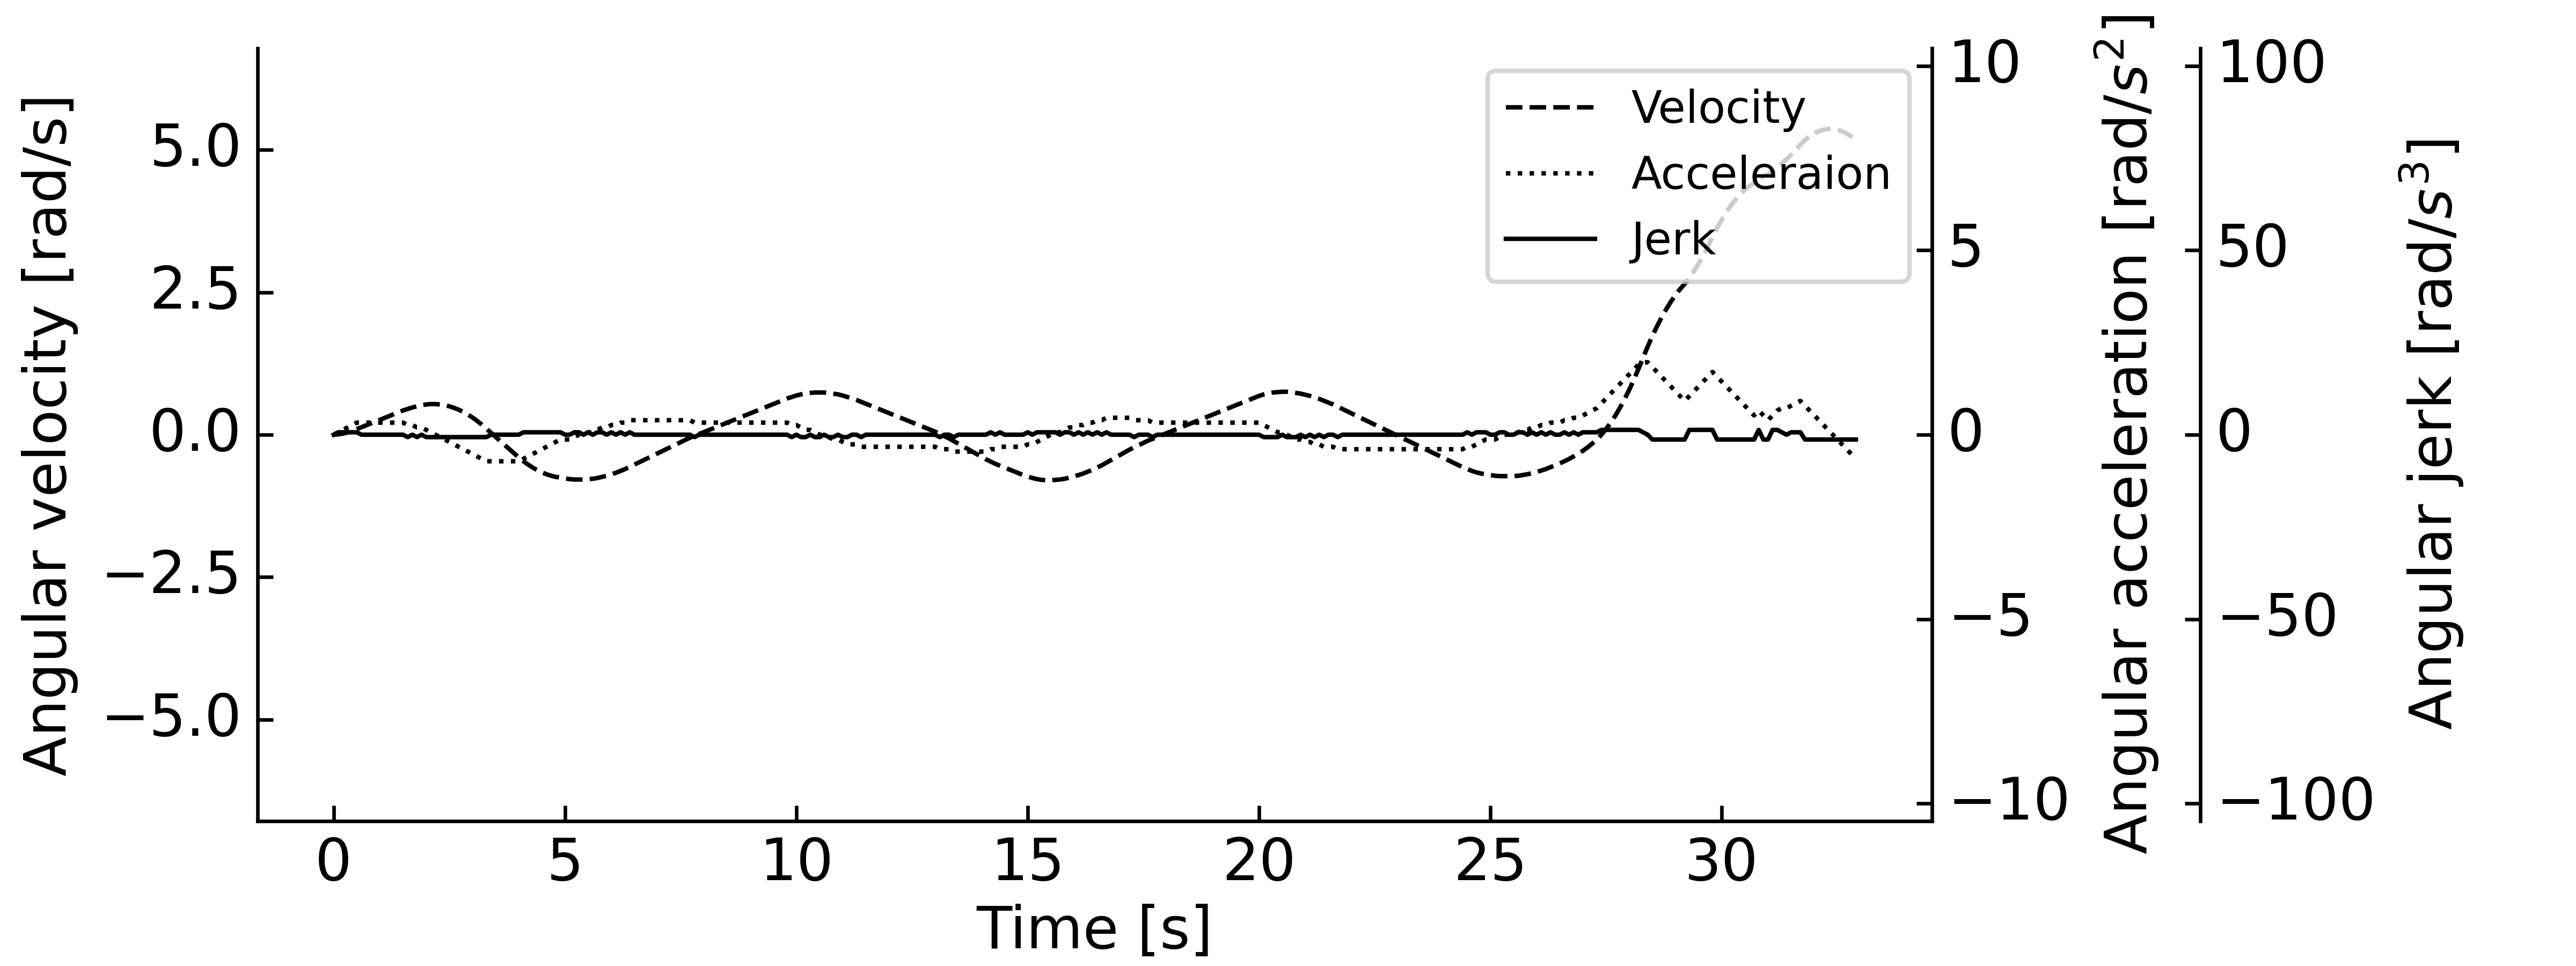 Angular velocity [rad/s]
5.0
2.5
0.0
−2.5
−5.0
Velocity
Acceleraion
Jerk
10
5
0
−5
−10
Angular acceleration [rad/s²]
100
50
0
−50
−100
Angular jerk [rad/s³]
0 5 10 15 20 25 30
Time [s]